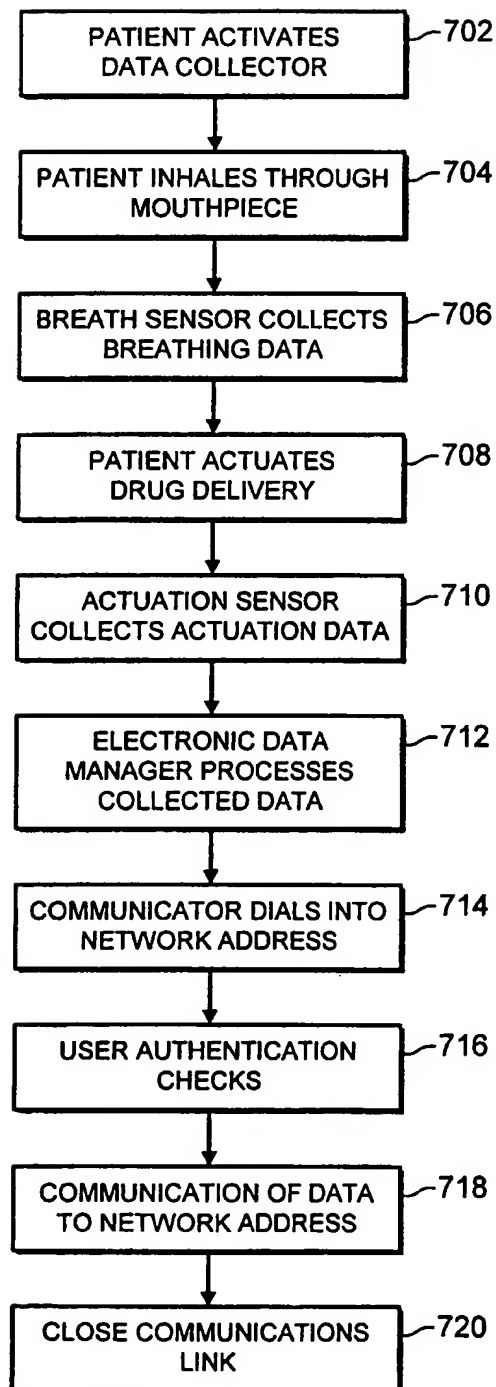 PATIENT ACTIVATES
DATA COLLECTOR
702
PATIENT INHALES THROUGH
MOUTHPIECE
704
BREATH SENSOR COLLECTS
BREATHING DATA
706
PATIENT ACTUATES
DRUG DELIVERY
708
ACTUATION SENSOR
COLLECTS ACTUATION DATA
710
ELECTRONIC DATA
MANAGER PROCESSES
COLLECTED DATA
712
COMMUNICATOR DIALS INTO
NETWORK ADDRESS
714
USER AUTHENTICATION
CHECKS
716
COMMUNICATION OF DATA
TO NETWORK ADDRESS
718
CLOSE COMMUNICATIONS
LINK
720